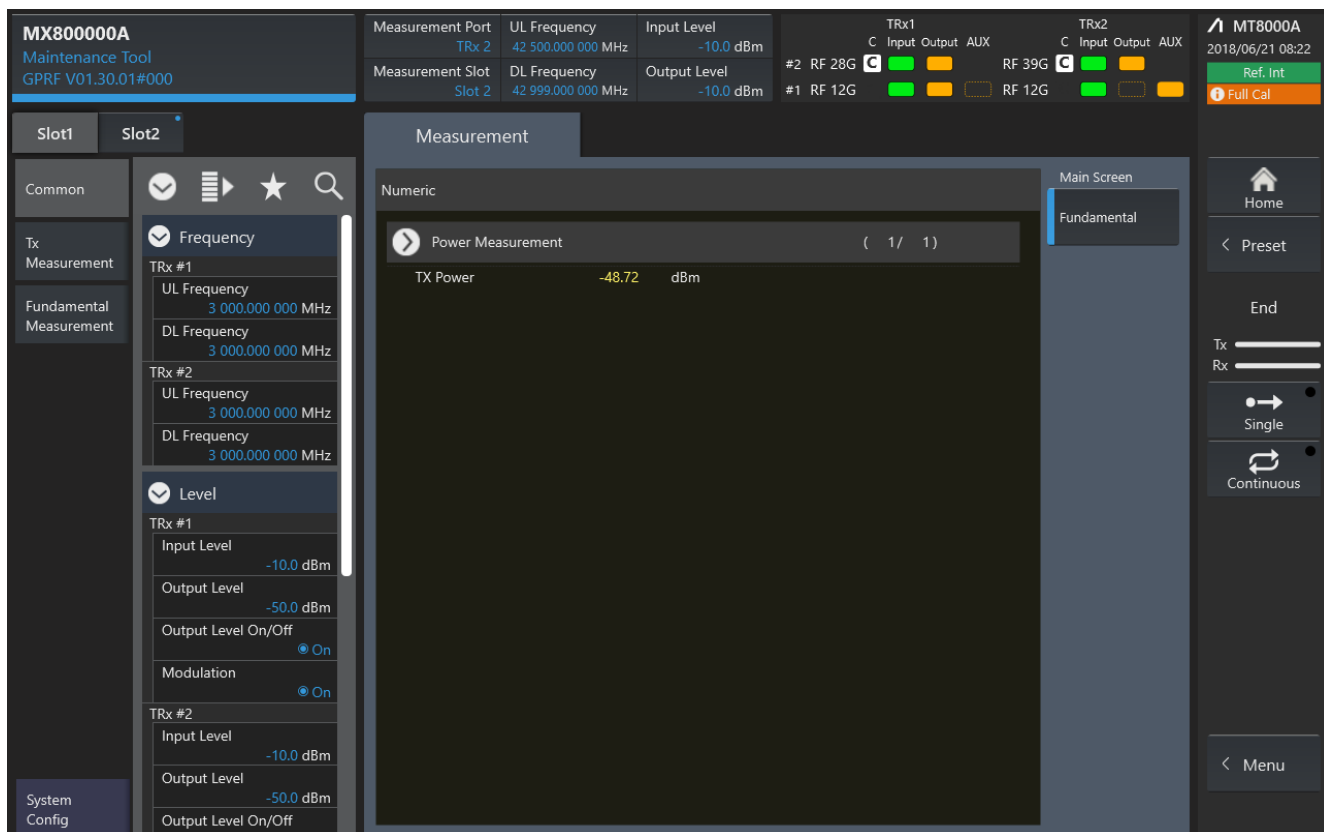 MX800000A
Maintenance Tool
GPRF V01.30.01#000
Measurement Port
TRx 2
UL Frequency
42 500.000 000 MHz
Input Level
-10.0 dBm
Measurement Slot
Slot 2
DL Frequency
42 999.000 000 MHz
Output Level
-10.0 dBm
TRx1
TRx2
C Input Output AUX
C Input Output AUX
#2 RF 28G C
RF 39G C
#1 RF 12G
RF 12G
MT8000A
2018/06/21 08:22
Ref. Int
Full Cal
Slot1
Slot2
Measurement
Common
Tx
Measurement
Fundamental
Measurement
System
Config
Frequency
TRx #1
UL Frequency
3 000.000 000 MHz
DL Frequency
3 000.000 000 MHz
TRx #2
UL Frequency
3 000.000 000 MHz
DL Frequency
3 000.000 000 MHz
Level
TRx #1
Input Level
-10.0 dBm
Output Level
-50.0 dBm
Output Level On/Off
On
Modulation
On
TRx #2
Input Level
-10.0 dBm
Output Level
-50.0 dBm
Output Level On/Off
Numeric
Power Measurement ( 1/ 1)
TX Power -48.72 dBm
Main Screen
Fundamental
Home
< Preset
End
Tx
Rx
Single
Continuous
< Menu